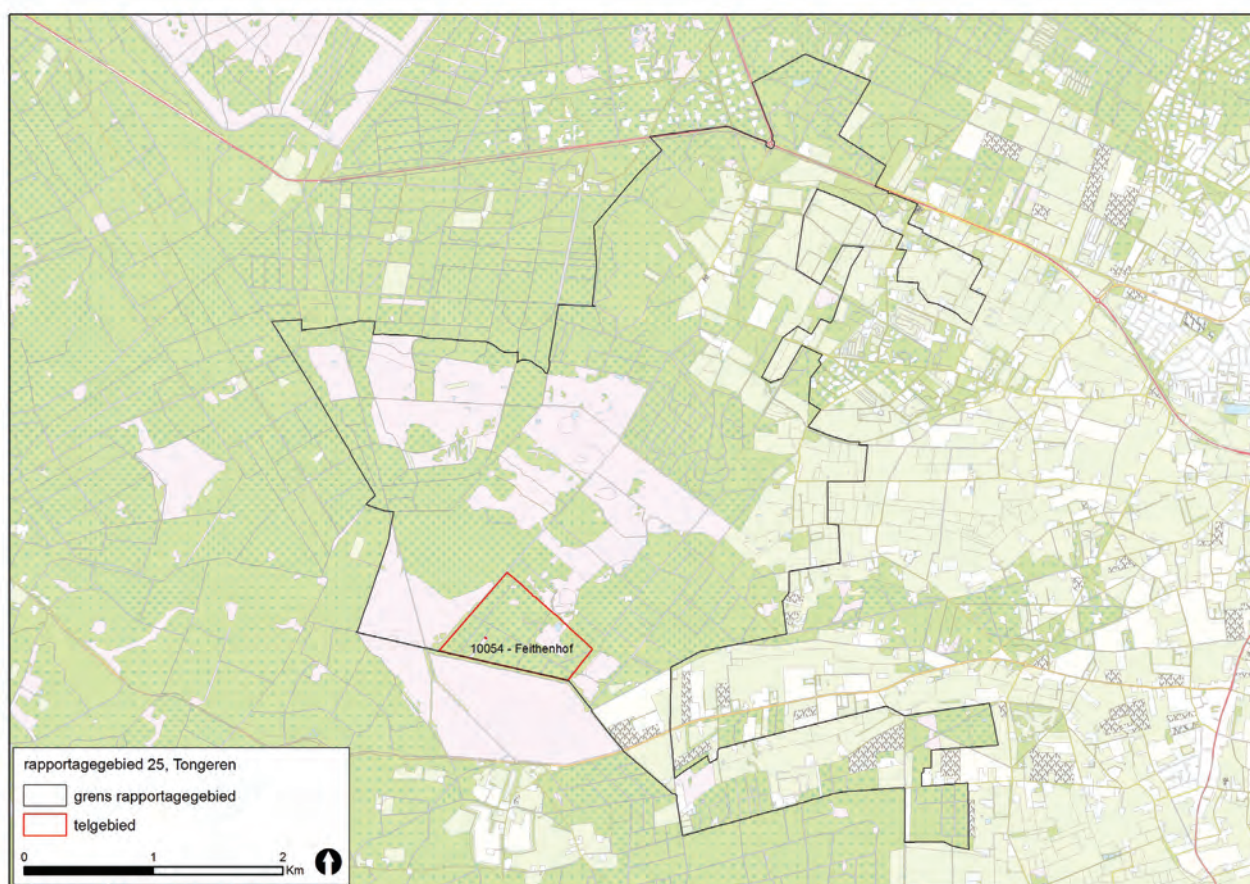 10054 - Feithenhof
rapportagegebied 25, Tongeren
grens rapportagegebied
telgebied
0 1 2
Km